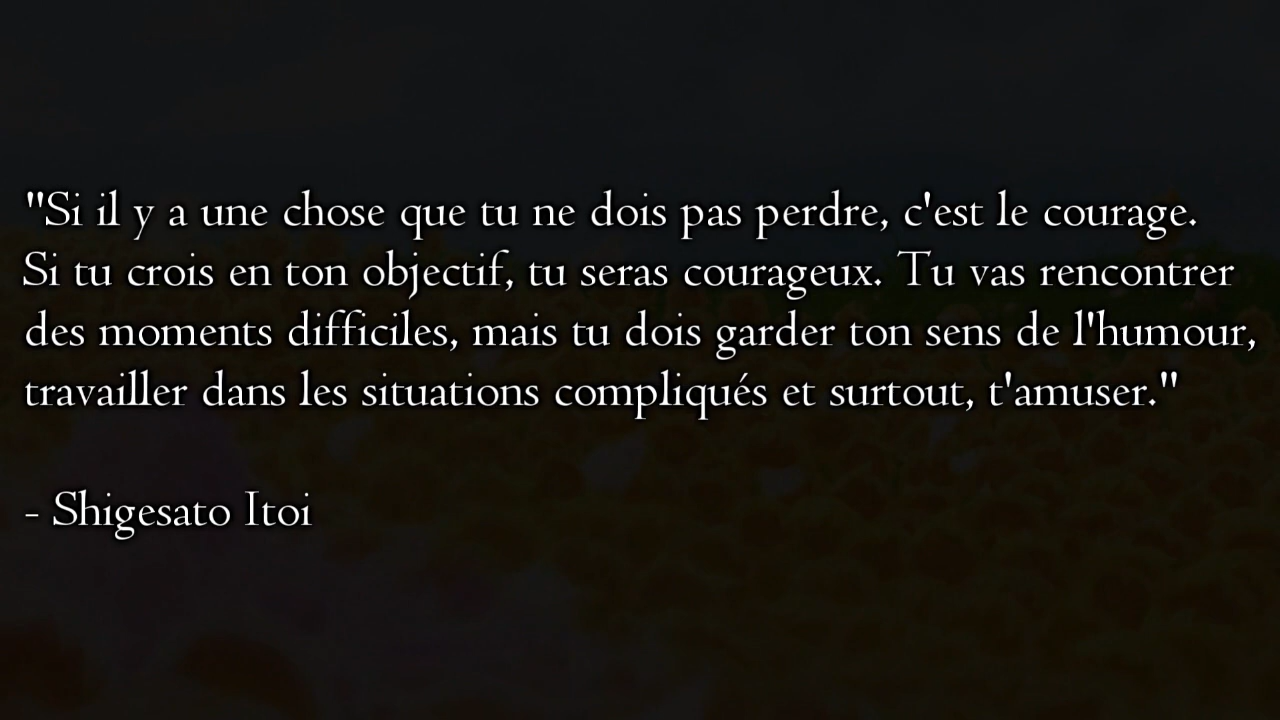 "Si il y a une chose que tu ne dois pas perdre, c'est le courage.
Si tu crois en ton objectif, tu seras courageux. Tu vas rencontrer
des moments difficiles, mais tu dois garder ton sens de l'humour,
travailler dans les situations compliqués et surtout, t'amuser."
- Shigesato Itoi